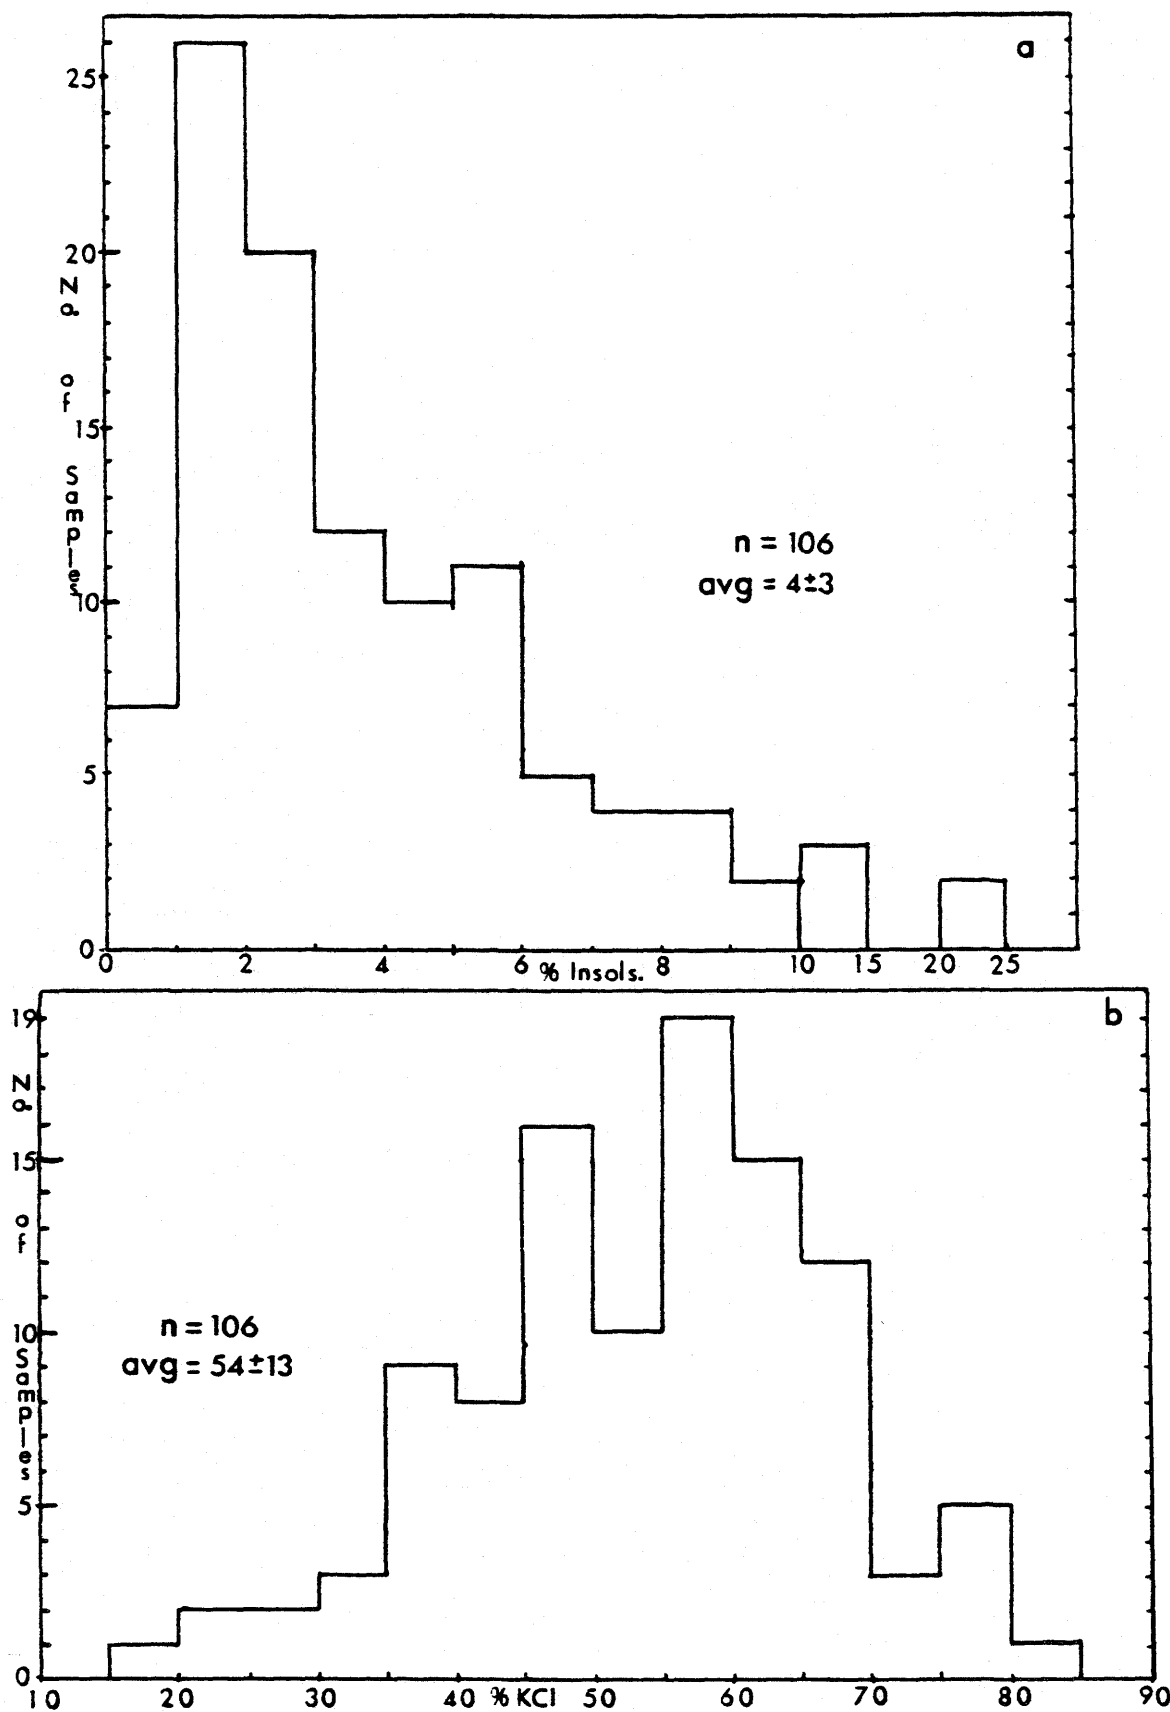 a
25
20
15
10
5
0
No. of Samples
n = 106
avg = 4±3
0 2 4 6 % Insols. 8 10 15 20 25
b
19
15
10
5
0
No. of Samples
n = 106
avg = 54±13
10 20 30 40 % KCl 50 60 70 80 90